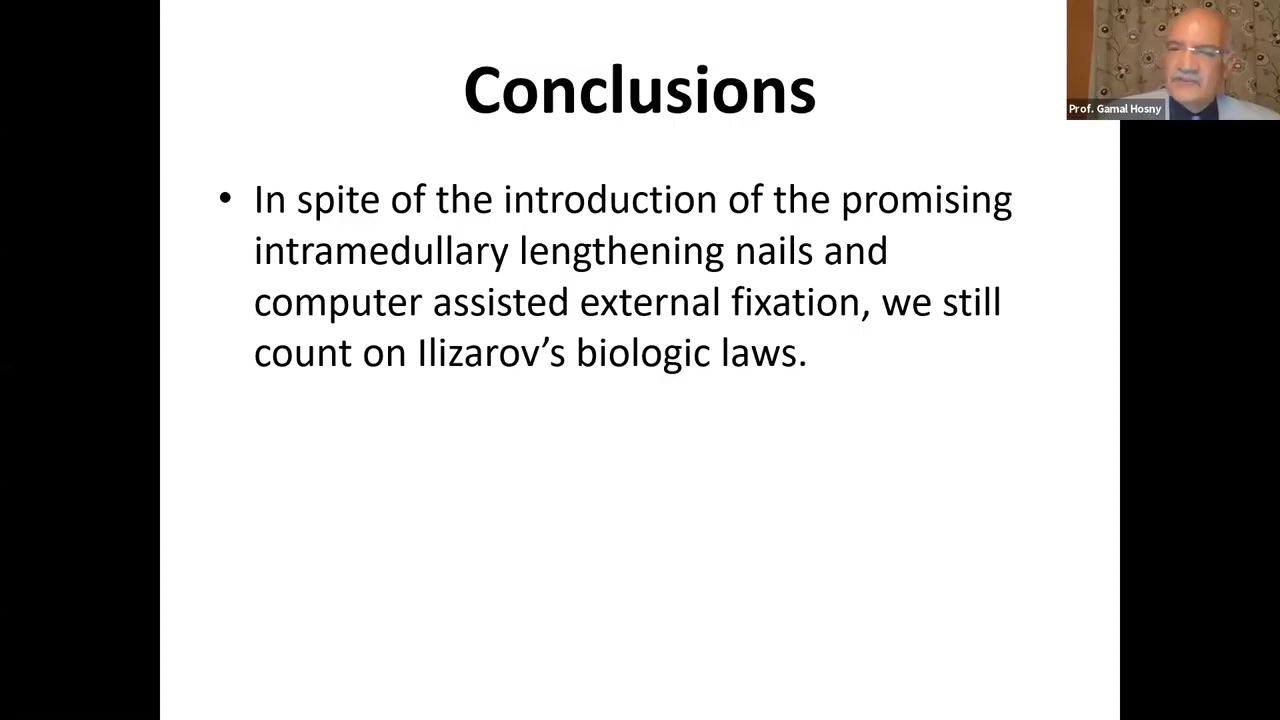 Conclusions
Prof. Gamal Hosny
• In spite of the introduction of the promising
intramedullary lengthening nails and
computer assisted external fixation, we still
count on Ilizarov’s biologic laws.